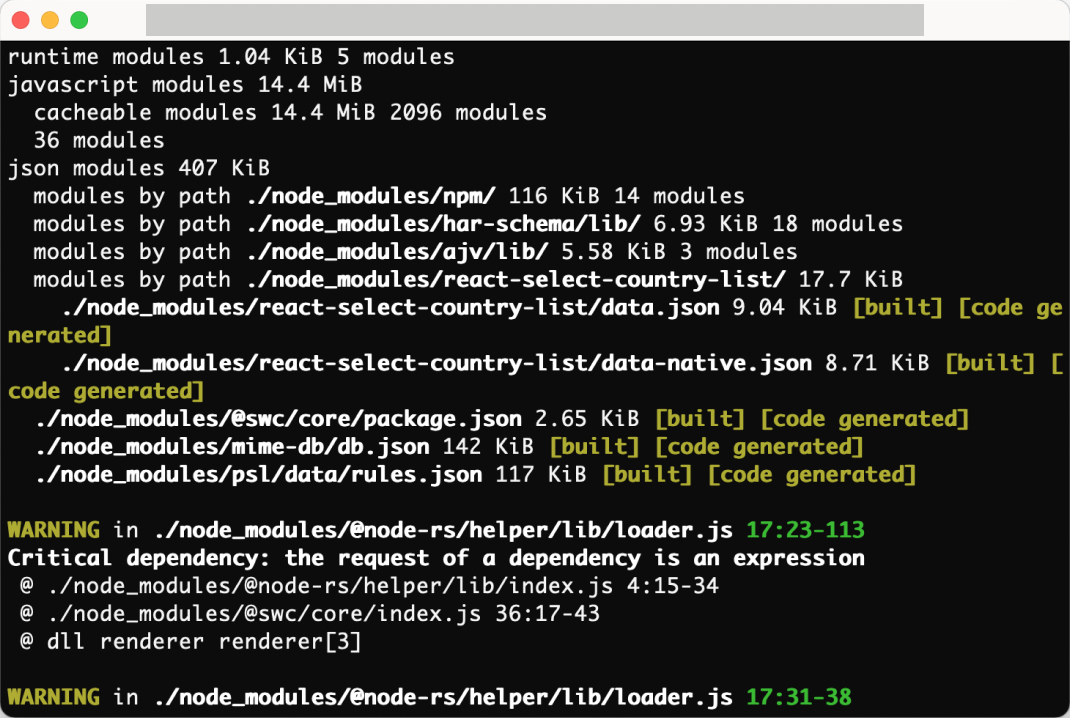 runtime modules 1.04 KiB 5 modules
javascript modules 14.4 MiB
  cacheable modules 14.4 MiB 2096 modules
  36 modules
json modules 407 KiB
  modules by path ./node_modules/npm/ 116 KiB 14 modules
  modules by path ./node_modules/har-schema/lib/ 6.93 KiB 18 modules
  modules by path ./node_modules/ajv/lib/ 5.58 KiB 3 modules
  modules by path ./node_modules/react-select-country-list/ 17.7 KiB
    ./node_modules/react-select-country-list/data.json 9.04 KiB [built] [code ge
nerated]
    ./node_modules/react-select-country-list/data-native.json 8.71 KiB [built] [
code generated]
  ./node_modules/@swc/core/package.json 2.65 KiB [built] [code generated]
  ./node_modules/mime-db/db.json 142 KiB [built] [code generated]
  ./node_modules/psl/data/rules.json 117 KiB [built] [code generated]

WARNING in ./node_modules/@node-rs/helper/lib/loader.js 17:23-113
Critical dependency: the request of a dependency is an expression
 @ ./node_modules/@node-rs/helper/lib/index.js 4:15-34
 @ ./node_modules/@swc/core/index.js 36:17-43
 @ dll renderer renderer[3]

WARNING in ./node_modules/@node-rs/helper/lib/loader.js 17:31-38